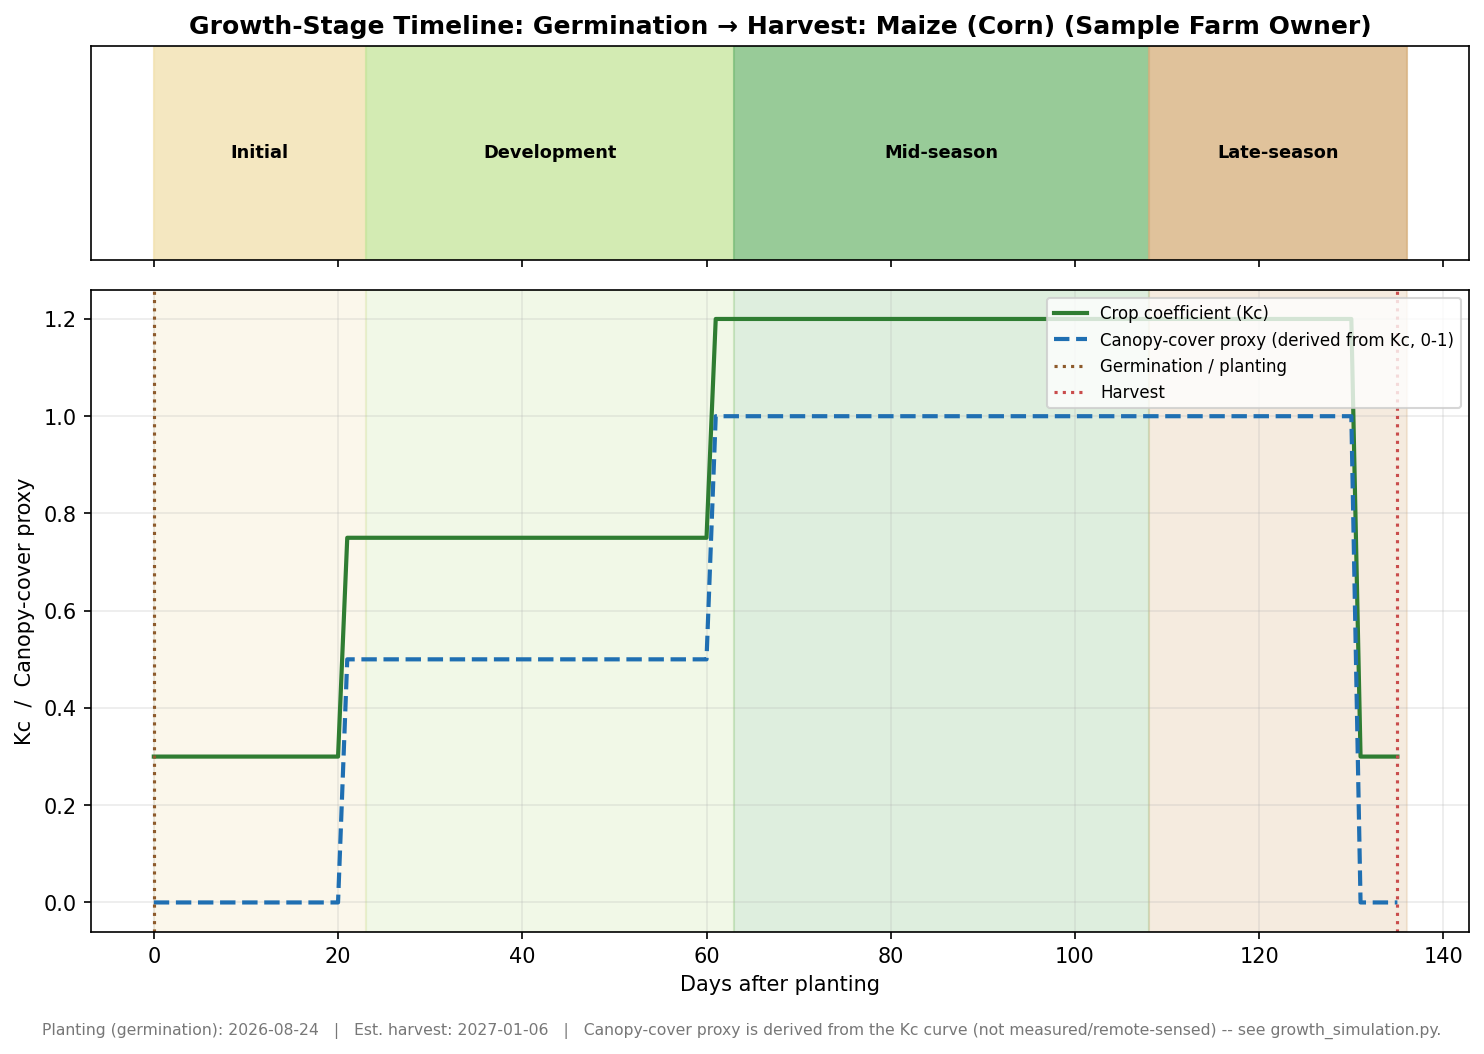 Growth-Stage Timeline: Germination → Harvest: Maize (Corn) (Sample Farm Owner)
Initial
Development
Mid-season
Late-season
Kc / Canopy-cover proxy
1.2
1.0
0.8
0.6
0.4
0.2
0.0
Crop coefficient (Kc)
Canopy-cover proxy (derived from Kc, 0-1)
Germination / planting
Harvest
0 20 40 60 80 100 120 140
Days after planting
Planting (germination): 2026-08-24 | Est. harvest: 2027-01-06 | Canopy-cover proxy is derived from the Kc curve (not measured/remote-sensed) -- see growth_simulation.py.